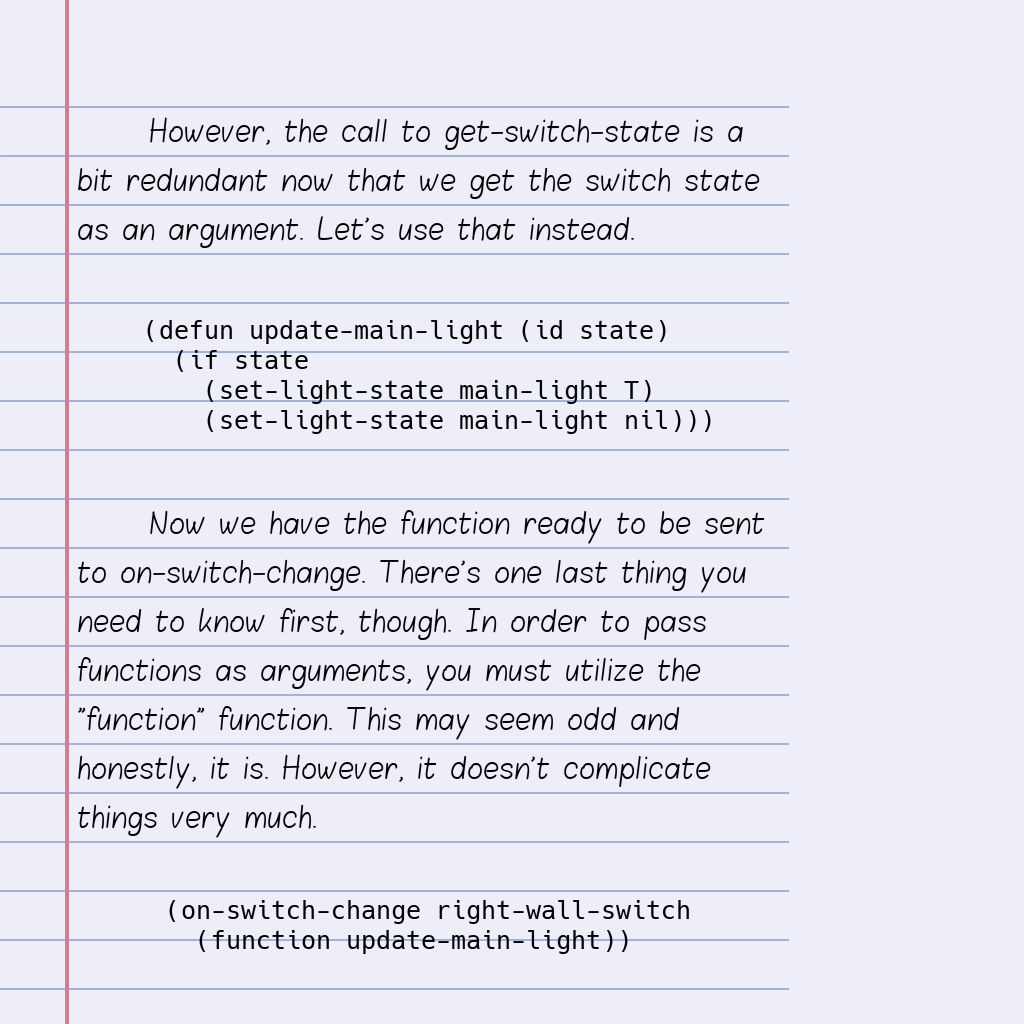 However, the call to get-switch-state is a
bit redundant now that we get the switch state
as an argument. Let's use that instead.
(defun update-main-light (id state)
(if state
(set-light-state main-light T)
(set-light-state main-light nil)))
Now we have the function ready to be sent
to on-switch-change. There's one last thing you
need to know first, though. In order to pass
functions as arguments, you must utilize the
"function" function. This may seem odd and
honestly, it is. However, it doesn't complicate
things very much.
(on-switch-change right-wall-switch
(function update-main-light))